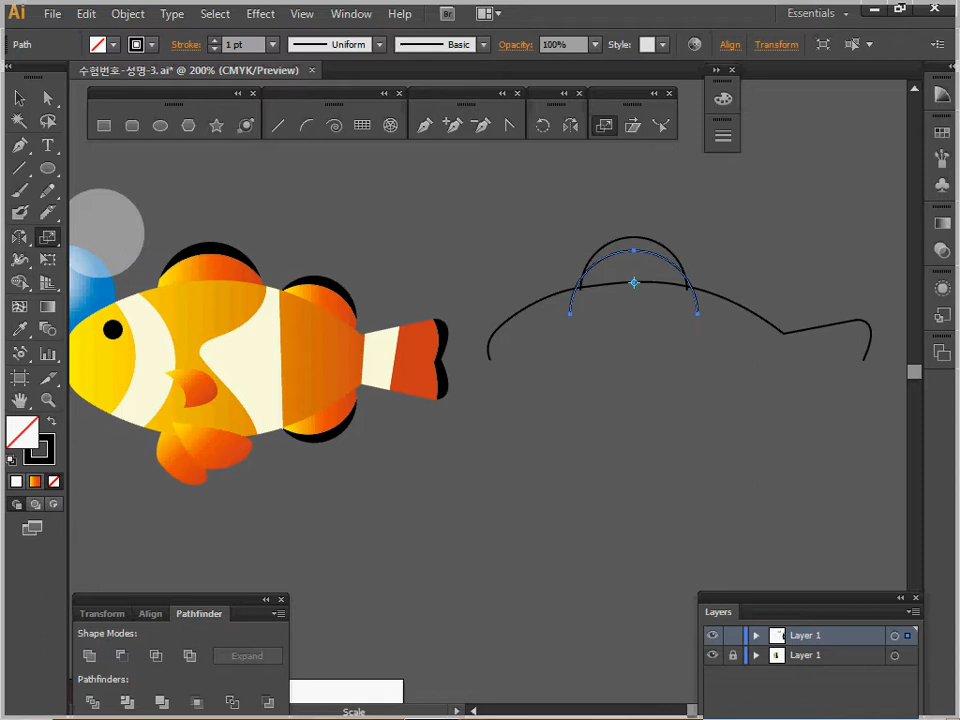 Ai File Edit Object Type Select Effect View Window Help Br Essentials
Path Stroke: 1 pt Uniform Basic Opacity: 100% Style: Align Transform
수험번호-성명-3.ai* @ 200% (CMYK/Preview)
T
Transform Align Pathfinder
Shape Modes:
Expand
Pathfinders:
Layers
Layer 1
Layer 1
Scale